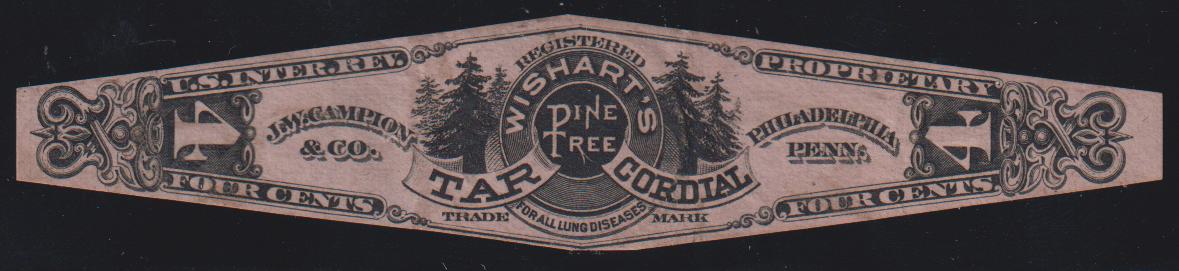 U.S. INTER. REV.
4
FOUR CENTS.
J.W. CAMPION
& CO.
REGISTERED
WISHART'S
PINE
TREE
TAR CORDIAL
FOR ALL LUNG DISEASES
TRADE MARK
PHILADELPHIA
PENN.
PROPRIETARY
4
FOUR CENTS.